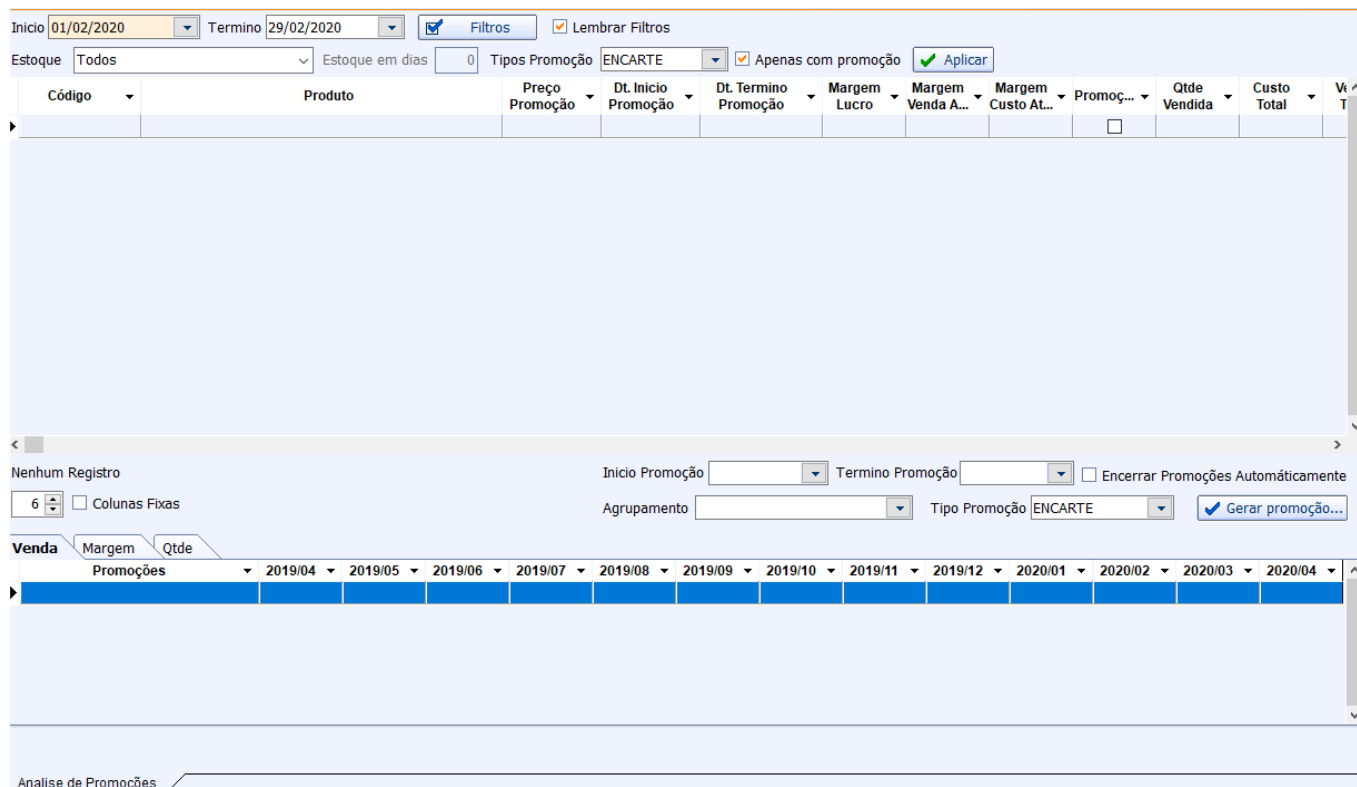 Inicio 01/02/2020 Termino 29/02/2020 Filtros Lembrar Filtros
Estoque Todos Estoque em dias 0 Tipos Promoção ENCARTE Apenas com promoção Aplicar
Código Produto Preço Promoção Dt. Inicio Promoção Dt. Termino Promoção Margem Lucro Margem Venda A... Margem Custo At... Promoç... Qtde Vendida Custo Total
Nenhum Registro Inicio Promoção Termino Promoção Encerrar Promoções Automáticamente
6 Colunas Fixas Agrupamento Tipo Promoção ENCARTE Gerar promoção...
Venda Margem Qtde
Promoções 2019/04 2019/05 2019/06 2019/07 2019/08 2019/09 2019/10 2019/11 2019/12 2020/01 2020/02 2020/03 2020/04
Analise de Promoções